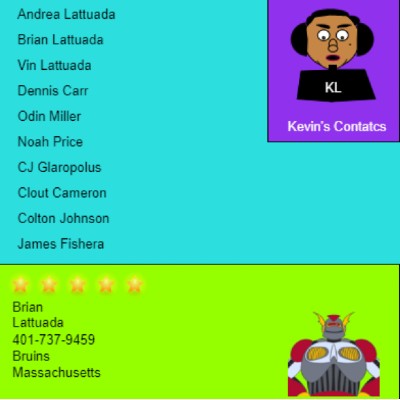 Andrea Lattuada
Brian Lattuada
Vin Lattuada
Dennis Carr
Odin Miller
Noah Price
CJ Glaropolus
Clout Cameron
Colton Johnson
James Fishera
KL
Kevin's Contatcs
Brian
Lattuada
401-737-9459
Bruins
Massachusetts